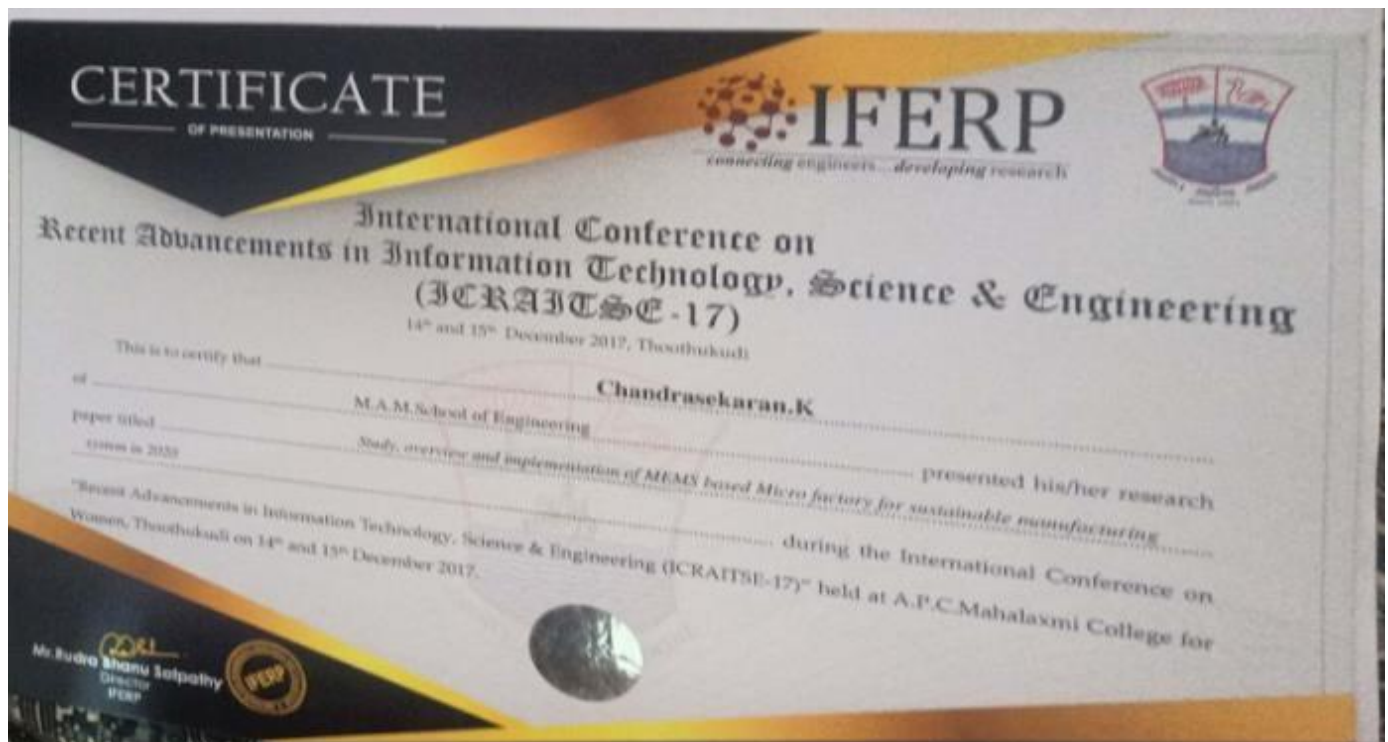 CERTIFICATE
OF PRESENTATION
IFERP
connecting engineers... developing research
International Conference on
Recent Advancements in Information Technology, Science & Engineering
(ICRAITSE-17)
14th and 15th December 2017, Thoothukudi
This is to certify that Chandrasekaran.K
of M.A.M.School of Engineering presented his/her research
paper titled Study, overview and implementation of MEMS based Micro factory for sustainable manufacturing
in 2020 during the International Conference on
"Recent Advancements in Information Technology, Science & Engineering (ICRAITSE-17)" held at A.P.C.Mahalaxmi College for
Women, Thoothukudi on 14th and 15th December 2017.
Mr.Rudra Bhanu Satpathy
Director
IFERP
IFERP